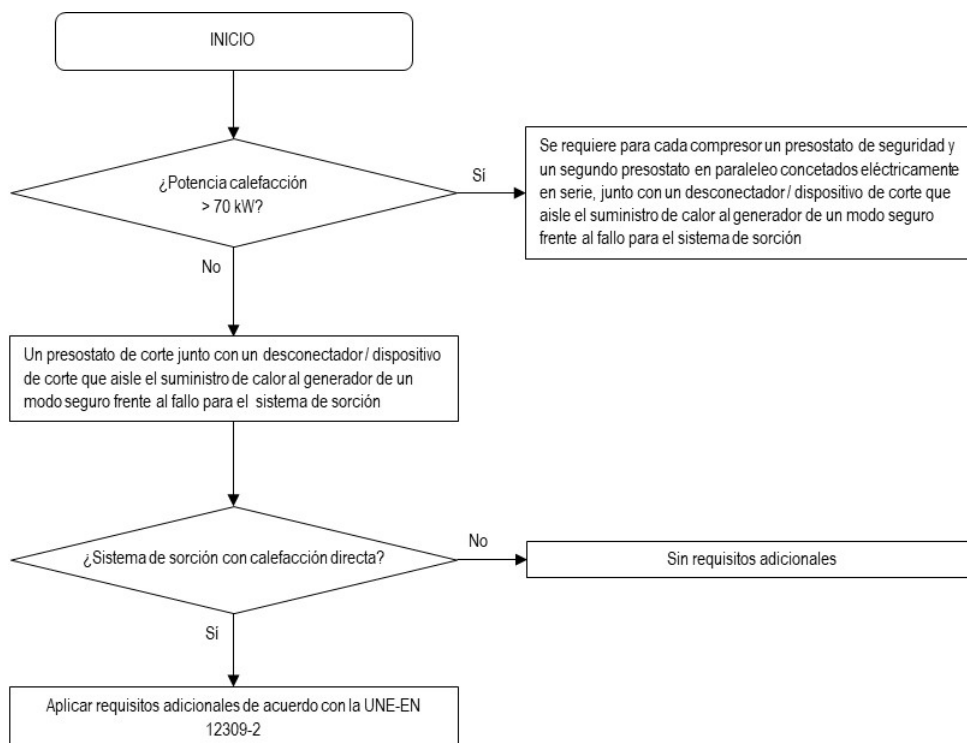 INICIO
¿Potencia calefacción
> 70 kW?
Sí
Se requiere para cada compresor un presostato de seguridad y
un segundo presostato en paraleleo concetados eléctricamente
en serie, junto con un desconectador / dispositivo de corte que
aisle el suministro de calor al generador de un modo seguro
frente al fallo para el sistema de sorción
No
Un presostato de corte junto con un desconectador / dispositivo
de corte que aisle el suministro de calor al generador de un
modo seguro frente al fallo para el sistema de sorción
¿Sistema de sorción con calefacción directa?
No
Sin requisitos adicionales
Sí
Aplicar requisitos adicionales de acuerdo con la UNE-EN
12309-2